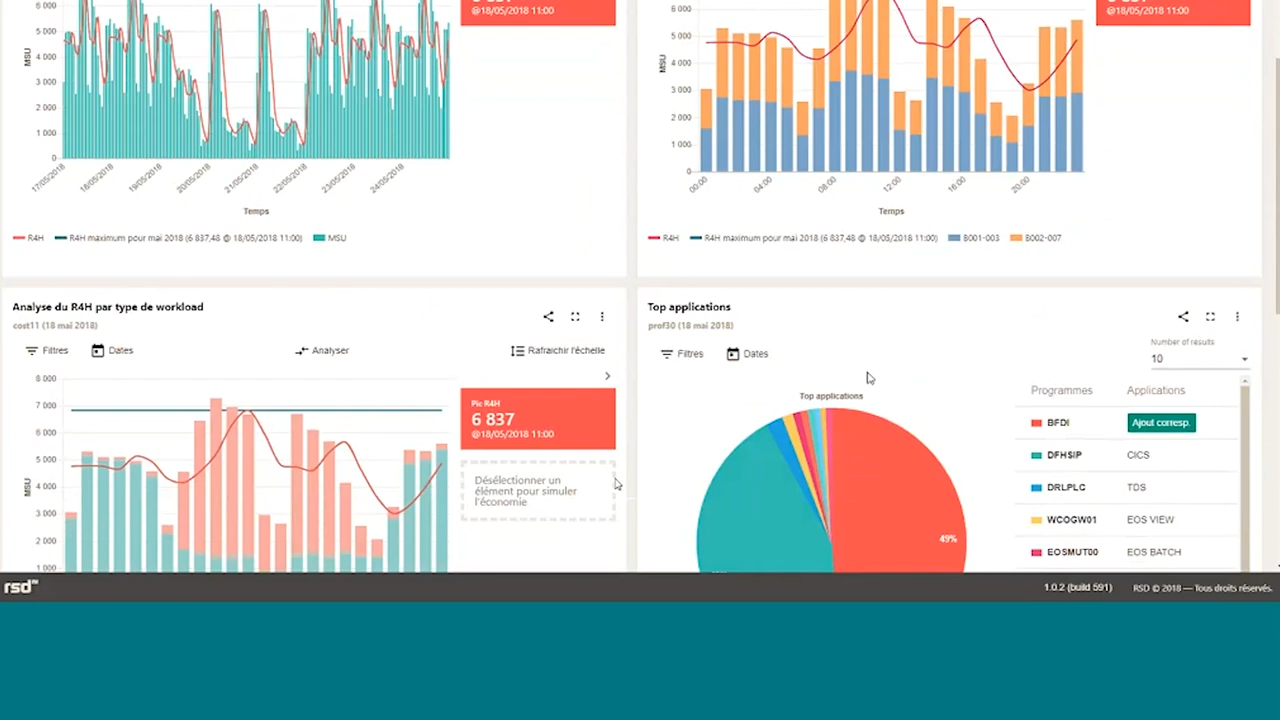 6 000
5 000
4 000
3 000
2 000
1 000
0
MSU
17/05/2018
18/05/2018
19/05/2018
20/05/2018
21/05/2018
22/05/2018
23/05/2018
24/05/2018
Temps
@18/05/2018 11:00
R4H
R4H maximum pour mai 2018 (6 837,48 @ 18/05/2018 11:00)
MSU
6 000
5 000
4 000
3 000
2 000
1 000
0
MSU
00:00
04:00
08:00
12:00
16:00
20:00
Temps
@18/05/2018 11:00
R4H
R4H maximum pour mai 2018 (6 837,48 @ 18/05/2018 11:00)
B001-003
B002-007
Analyse du R4H par type de workload
cost11 (18 mai 2018)
Filtres
Dates
Analyser
Rafraichir l'échelle
8 000
7 000
6 000
5 000
4 000
3 000
2 000
1 000
MSU
Pic R4H
6 837
@18/05/2018 11:00
Désélectionner un
élément pour simuler
l'économie
Top applications
prof30 (18 mai 2018)
Filtres
Dates
Number of results
10
Top applications
49%
Programmes Applications
BFDI Ajout corresp.
DFHSIP CICS
DRLPLC TDS
WCOGW01 EOS VIEW
EOSMUT00 EOS BATCH
rsd
1.0.2 (build 591)
RSD © 2018 — Tous droits réservés.